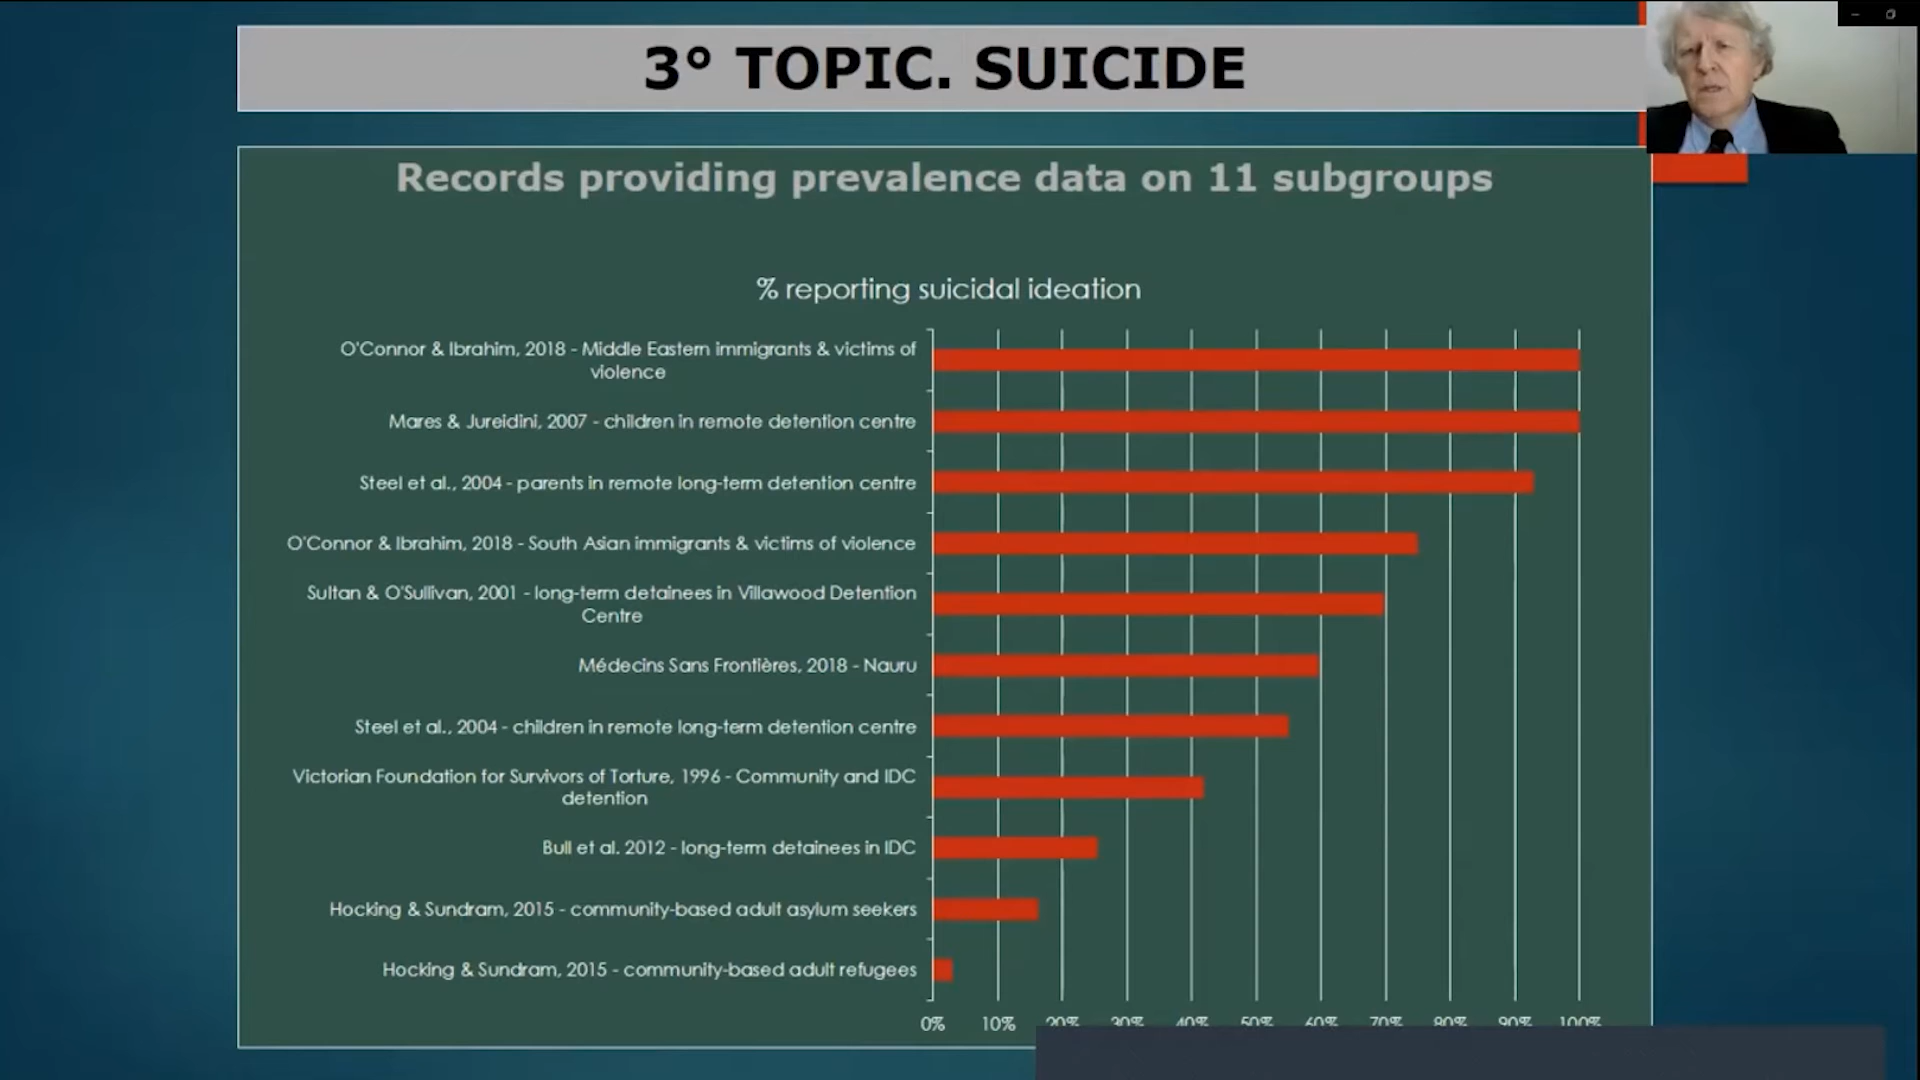 3° TOPIC. SUICIDE
Records providing prevalence data on 11 subgroups
% reporting suicidal ideation
O'Connor & Ibrahim, 2018 - Middle Eastern immigrants & victims of
violence
Mares & Jureidini, 2007 - children in remote detention centre
Steel et al., 2004 - parents in remote long-term detention centre
O'Connor & Ibrahim, 2018 - South Asian immigrants & victims of violence
Sultan & O'Sullivan, 2001 - long-term detainees in Villawood Detention
Centre
Médecins Sans Frontières, 2018 - Nauru
Steel et al., 2004 - children in remote long-term detention centre
Victorian Foundation for Survivors of Torture, 1996 - Community and IDC
detention
Bull et al. 2012 - long-term detainees in IDC
Hocking & Sundram, 2015 - community-based adult asylum seekers
Hocking & Sundram, 2015 - community-based adult refugees
0% 10% 20% 30% 40% 50% 60% 70% 80% 90% 100%